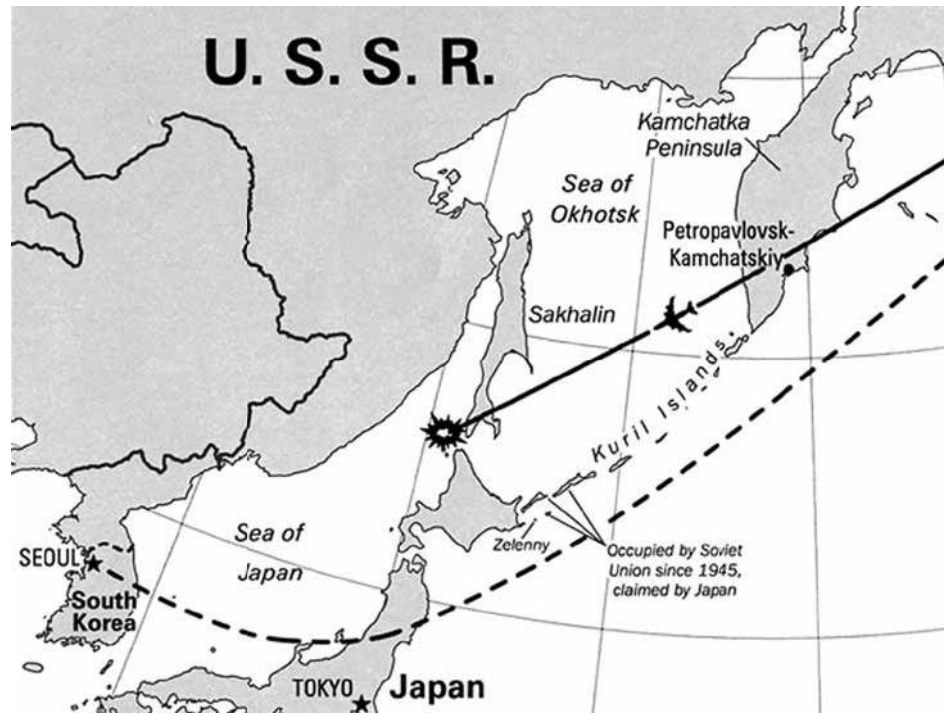 U. S. S. R.
Kamchatka
Peninsula
Sea of
Okhotsk
Petropavlovsk-
Kamchatskiy
Sakhalin
Kuril Islands
Sea of
Japan
Zelenny
Occupied by Soviet
Union since 1945,
claimed by Japan
SEOUL
South
Korea
TOKYO
Japan